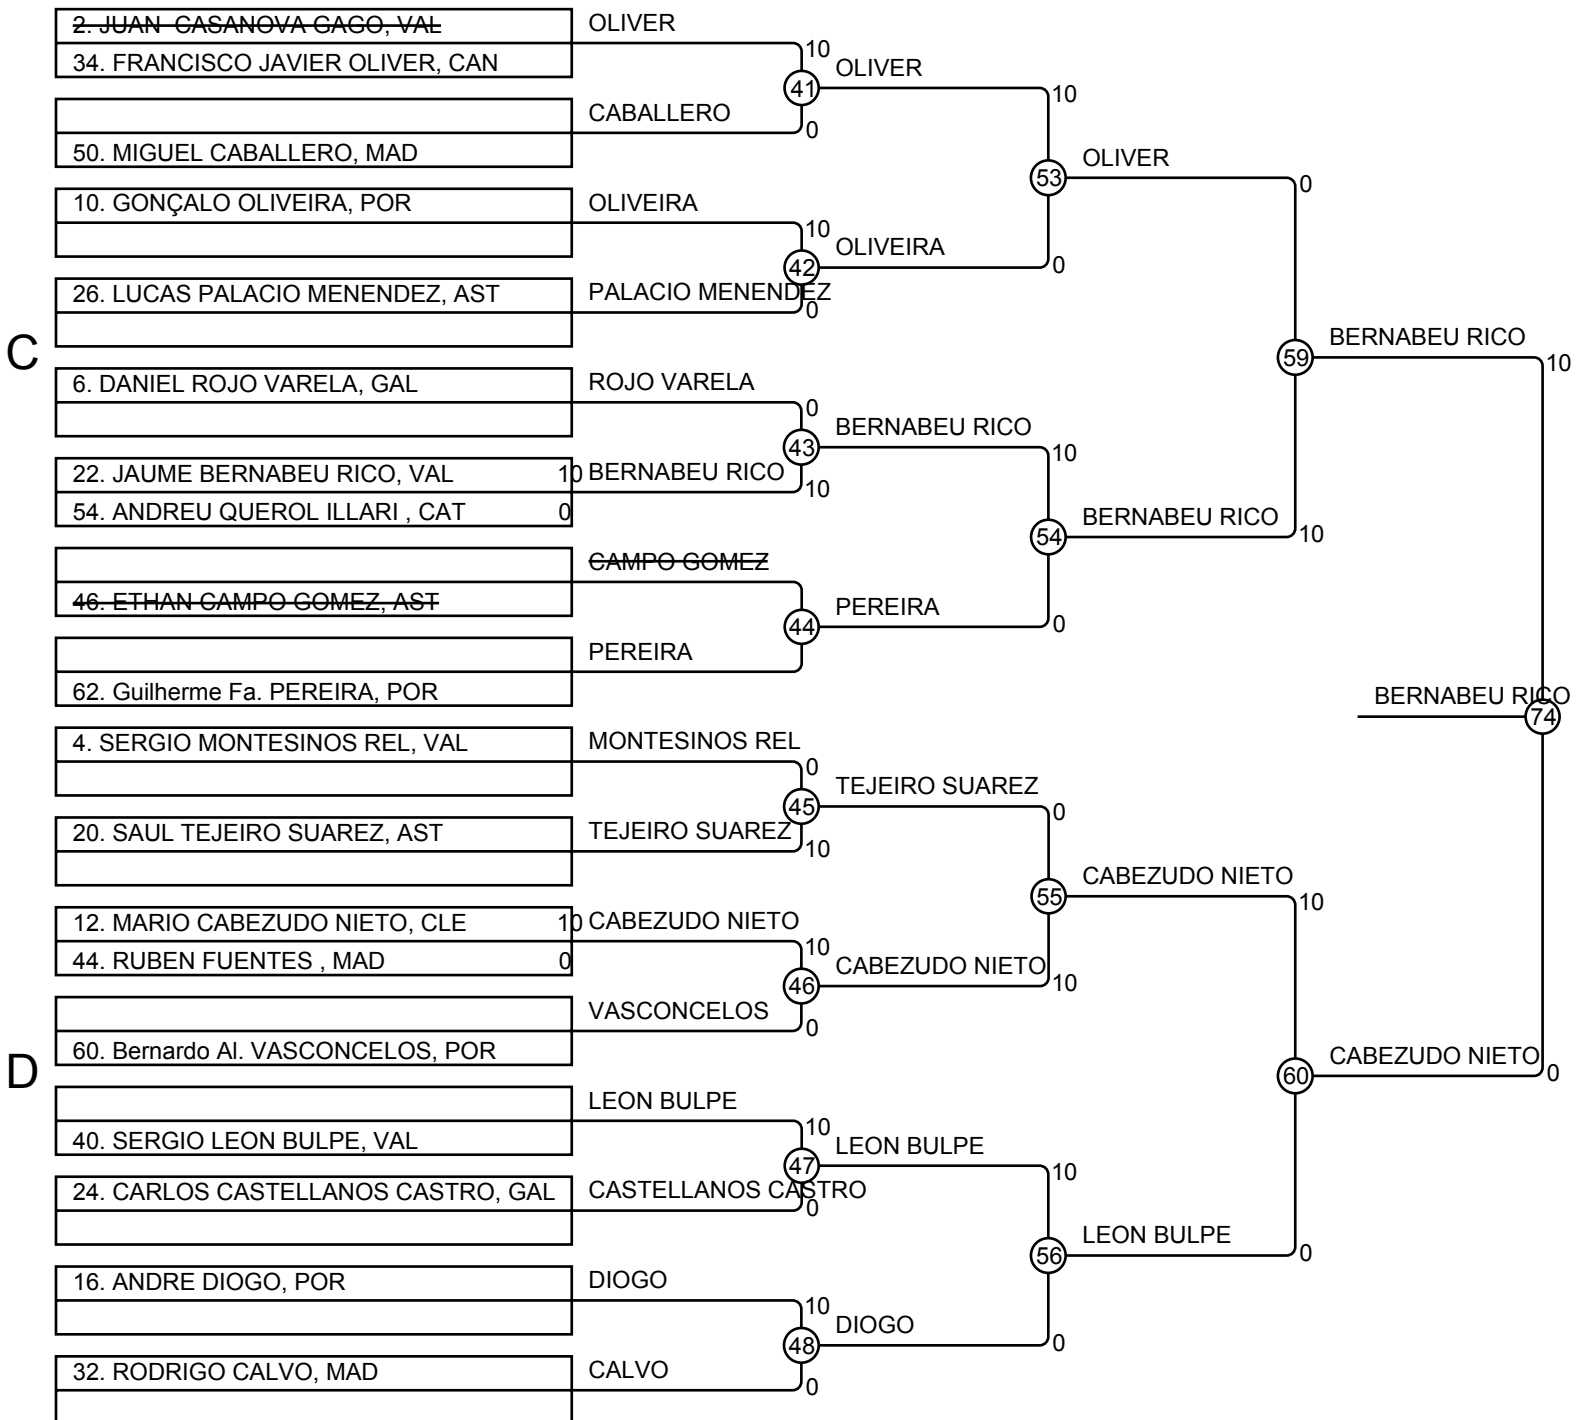 2. JUAN  CASANOVA GAGO, VAL
34. FRANCISCO JAVIER OLIVER, CAN
50. MIGUEL CABALLERO, MAD
10. GONÇALO OLIVEIRA, POR
26. LUCAS PALACIO MENENDEZ, AST
C
6. DANIEL ROJO VARELA, GAL
22. JAUME BERNABEU RICO, VAL 10
54. ANDREU QUEROL ILLARI , CAT 0
46. ETHAN CAMPO GOMEZ, AST
62. Guilherme Fa. PEREIRA, POR
4. SERGIO MONTESINOS REL, VAL
20. SAUL TEJEIRO SUAREZ, AST
12. MARIO CABEZUDO NIETO, CLE 10
44. RUBEN FUENTES , MAD 0
60. Bernardo Al. VASCONCELOS, POR
D
40. SERGIO LEON BULPE, VAL
24. CARLOS CASTELLANOS CASTRO, GAL
16. ANDRE DIOGO, POR
32. RODRIGO CALVO, MAD
OLIVER
10
41
CABALLERO
0
OLIVEIRA
10
42
PALACIO MENENDEZ
0
ROJO VARELA
0
43
BERNABEU RICO
10
CAMPO GOMEZ
44
PEREIRA
MONTESINOS REL
0
45
TEJEIRO SUAREZ
10
CABEZUDO NIETO
10
46
VASCONCELOS
0
LEON BULPE
10
47
CASTELLANOS CASTRO
0
DIOGO
10
48
CALVO
0
OLIVER
10
53
OLIVEIRA
0
BERNABEU RICO
10
54
PEREIRA
0
TEJEIRO SUAREZ
0
55
CABEZUDO NIETO
10
LEON BULPE
10
56
DIOGO
0
OLIVER
0
59
BERNABEU RICO
10
CABEZUDO NIETO
10
60
LEON BULPE
0
BERNABEU RICO
10
BERNABEU RICO
74
CABEZUDO NIETO
0